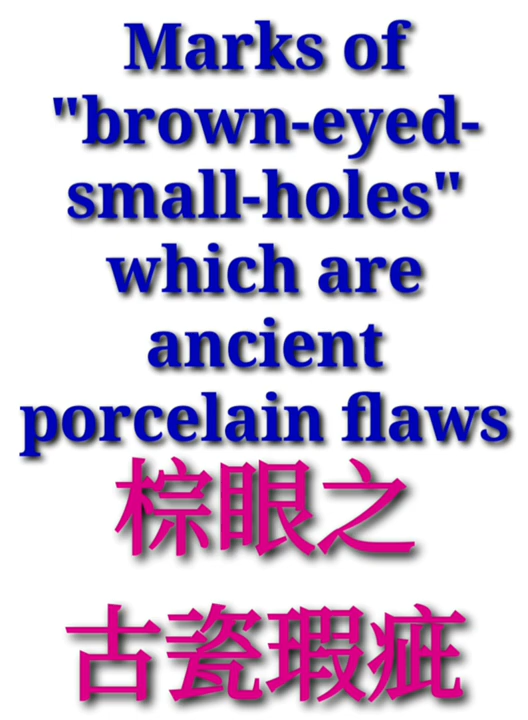 Marks of
"brown-eyed-
small-holes"
which are
ancient
porcelain flaws
棕眼之
古瓷瑕疵